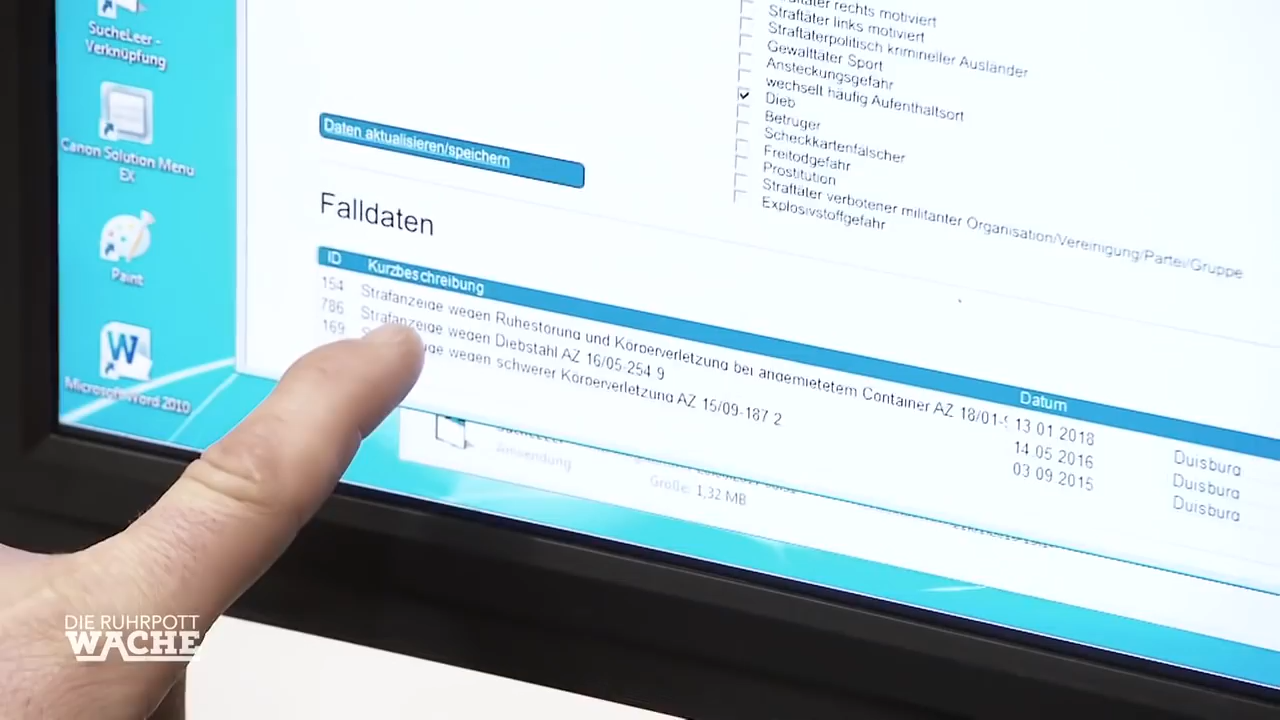 SucheLeer -
Verknüpfung
Canon Solution Menu
EX
Paint
Microsoft Word 2010
Straftäter rechts motiviert
Straftäter links motiviert
Straftäterpolitisch krimineller Ausländer
Gewalttäter Sport
Ansteckungsgefahr
wechselt häufig Aufenthaltsort
Dieb
Betrüger
Scheckkartenfälscher
Freitodgefahr
Prostitution
Straftäter verbotener militanter Organisation/Vereinigung/Partei/Gruppe
Explosivstoffgefahr
Daten aktualisieren/speichern
Falldaten
ID Kurzbeschreibung Datum
154 Strafanzeige wegen Ruhestörung und Körperverletzung bei angemietetem Container AZ 18/01-9 13 01 2018 Duisburg
786 Strafanzeige wegen Diebstahl AZ 16/05-254 9 14 05 2016 Duisburg
169 wegen schwerer Körperverletzung AZ 15/09-187 2 03 09 2015 Duisburg
SucheLeer
Anwendung
Größe: 1,32 MB
DIE RUHRPOTT
WACHE